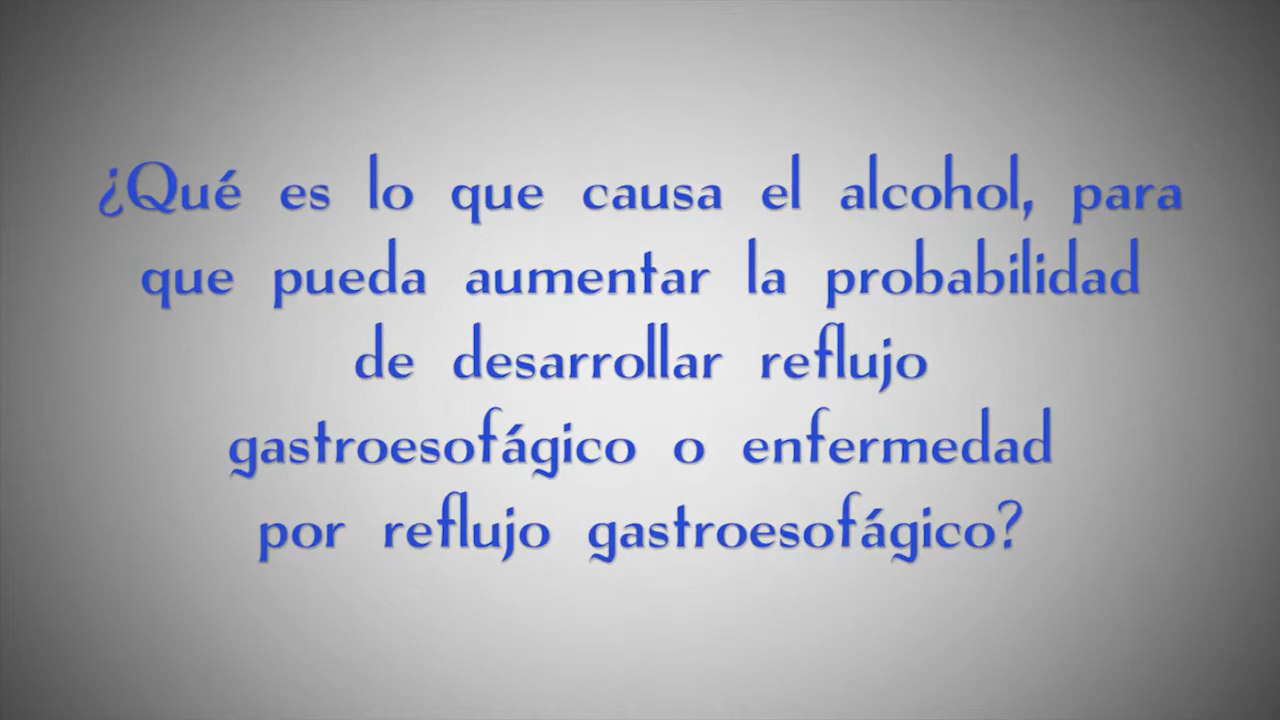 ¿Qué es lo que causa el alcohol, para
que pueda aumentar la probabilidad
de desarrollar reflujo
gastroesofágico o enfermedad
por reflujo gastroesofágico?